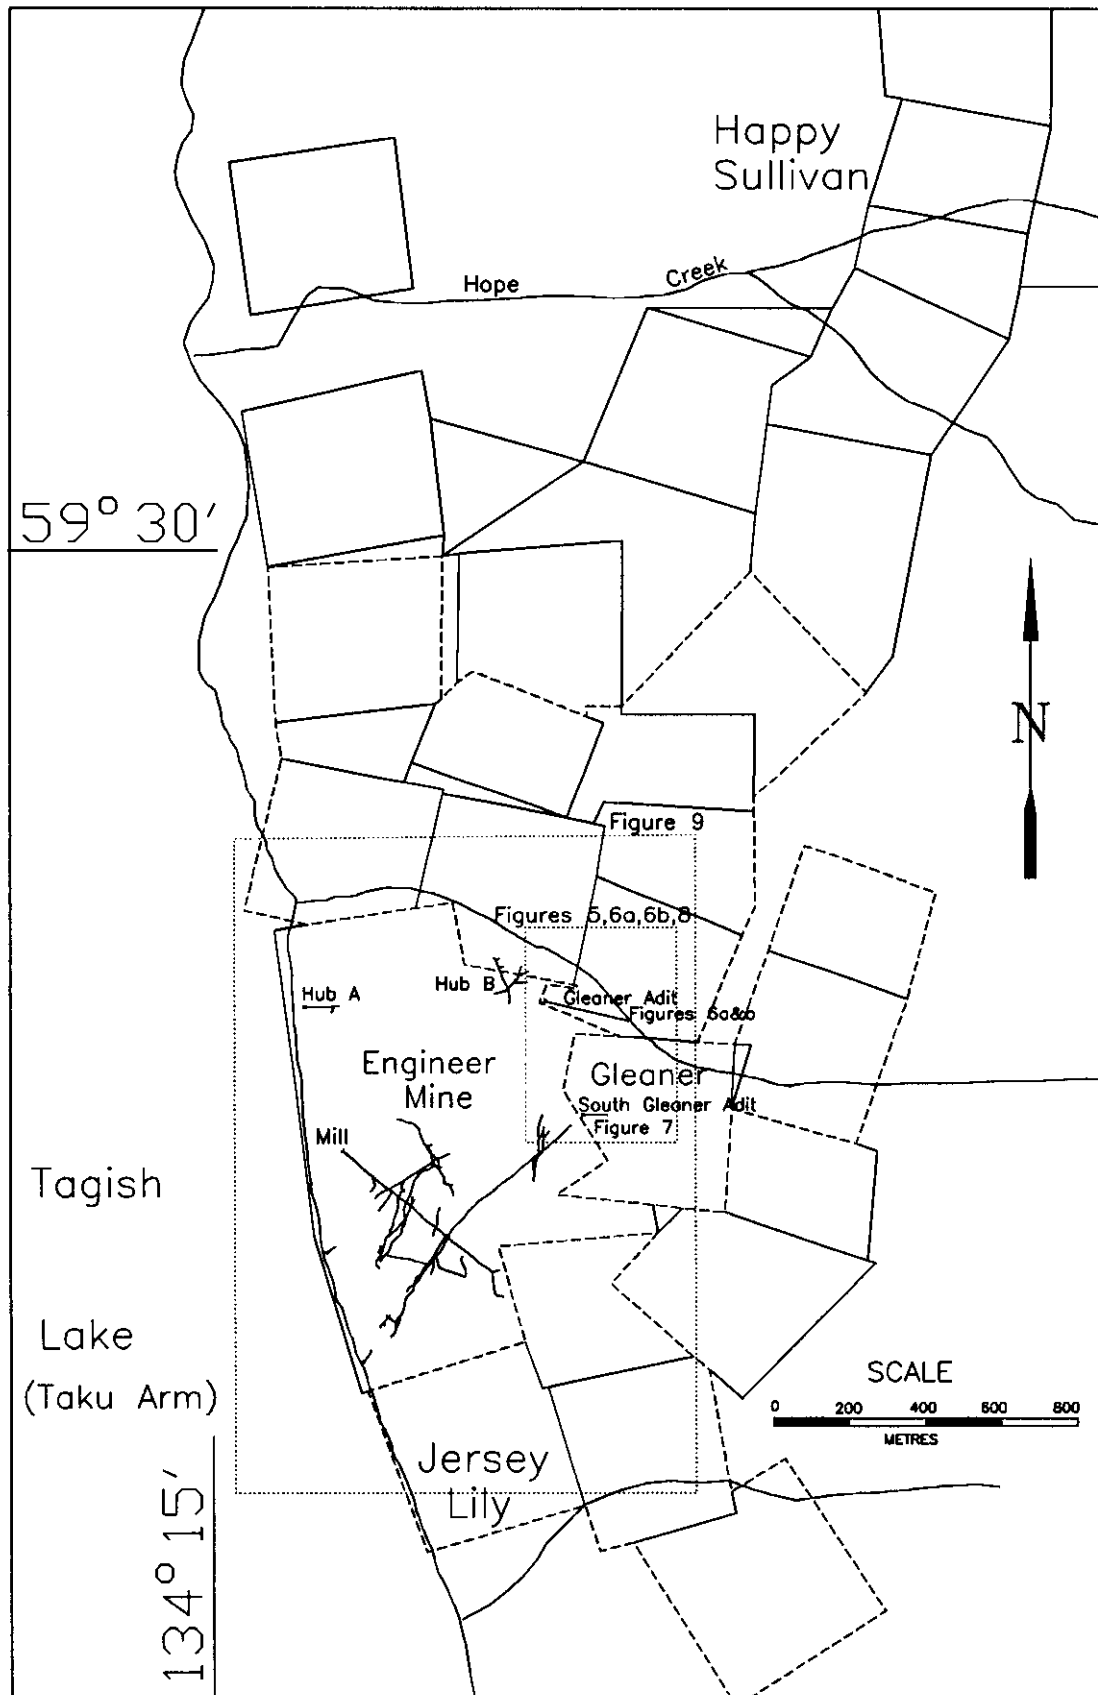 Happy
Sullivan
Hope Creek
59° 30'
N
Figure 9
Figures 5,6a,6b,8
Hub B
Hub A
Gleaner Adit
Figures 6a&6b
Engineer
Mine
Gleaner
South Gleaner Adit
Figure 7
Mill
Tagish
Lake
(Taku Arm)
SCALE
0 200 400 600 800
METRES
Jersey
Lily
134° 15'